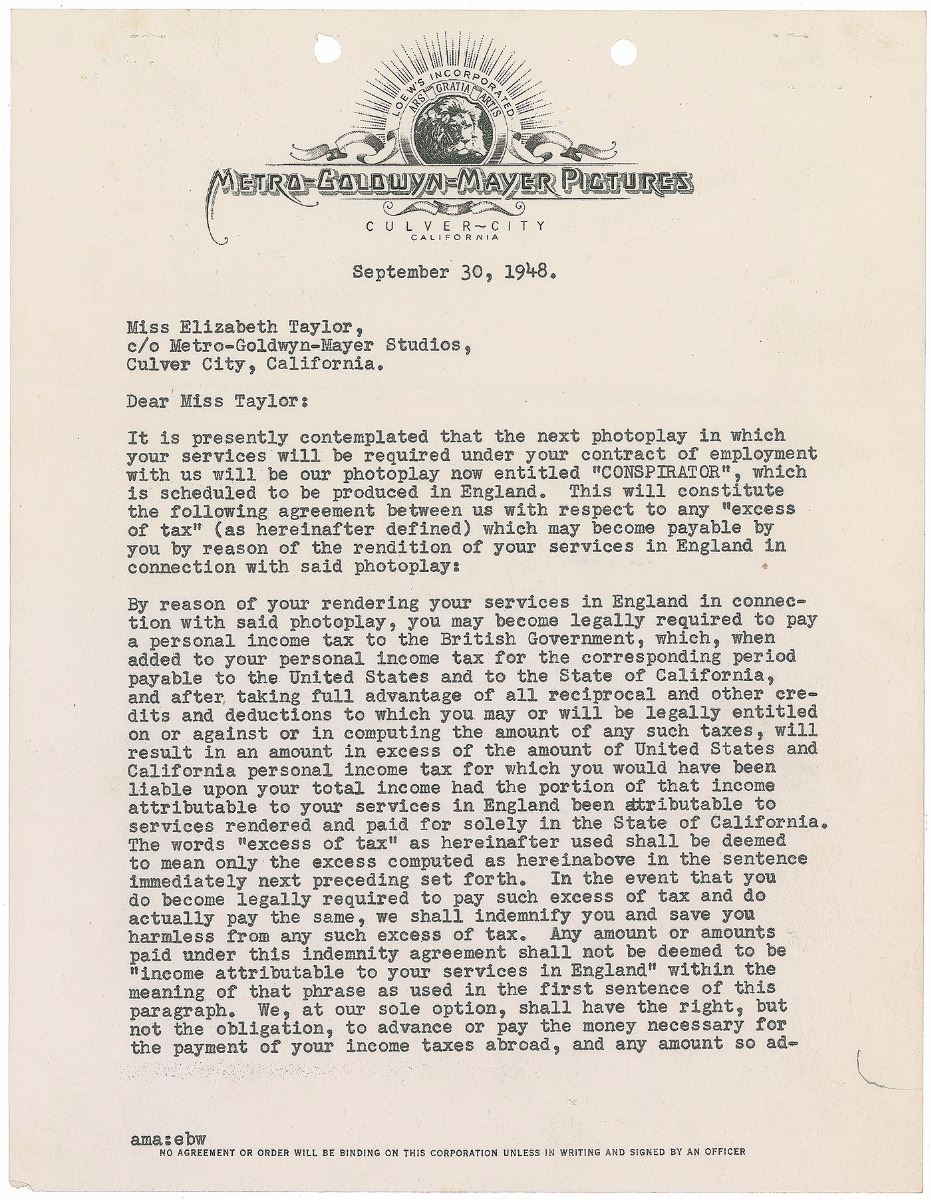 LOEW'S INCORPORATED
ARS GRATIA ARTIS
METRO-GOLDWYN-MAYER PICTURES
CULVER~CITY
CALIFORNIA
September 30, 1948.
Miss Elizabeth Taylor,
c/o Metro-Goldwyn-Mayer Studios,
Culver City, California.
Dear Miss Taylor:
It is presently contemplated that the next photoplay in which
your services will be required under your contract of employment
with us will be our photoplay now entitled "CONSPIRATOR", which
is scheduled to be produced in England.  This will constitute
the following agreement between us with respect to any "excess
of tax" (as hereinafter defined) which may become payable by
you by reason of the rendition of your services in England in
connection with said photoplay:
By reason of your rendering your services in England in connec-
tion with said photoplay, you may become legally required to pay
a personal income tax to the British Government, which, when
added to your personal income tax for the corresponding period
payable to the United States and to the State of California,
and after taking full advantage of all reciprocal and other cre-
dits and deductions to which you may or will be legally entitled
on or against or in computing the amount of any such taxes, will
result in an amount in excess of the amount of United States and
California personal income tax for which you would have been
liable upon your total income had the portion of that income
attributable to your services in England been attributable to
services rendered and paid for solely in the State of California.
The words "excess of tax" as hereinafter used shall be deemed
to mean only the excess computed as hereinabove in the sentence
immediately next preceding set forth.  In the event that you
do become legally required to pay such excess of tax and do
actually pay the same, we shall indemnify you and save you
harmless from any such excess of tax.  Any amount or amounts
paid under this indemnity agreement shall not be deemed to be
"income attributable to your services in England" within the
meaning of that phrase as used in the first sentence of this
paragraph.  We, at our sole option, shall have the right, but
not the obligation, to advance or pay the money necessary for
the payment of your income taxes abroad, and any amount so ad-
ama:ebw
NO AGREEMENT OR ORDER WILL BE BINDING ON THIS CORPORATION UNLESS IN WRITING AND SIGNED BY AN OFFICER